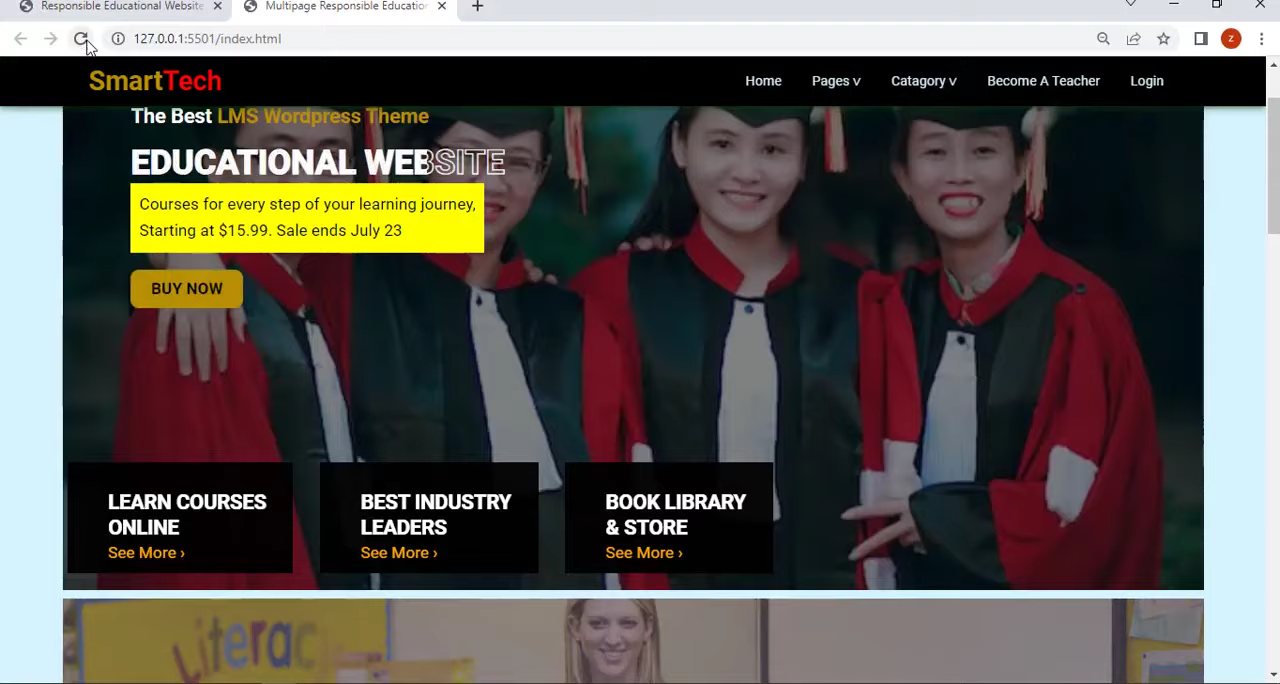 Responsible Educational Website
Multipage Responsible Educatio
127.0.0.1:5501/index.html
z
SmartTech
Home
Pages v
Catagory v
Become A Teacher
Login
The Best LMS Wordpress Theme
EDUCATIONAL WEBSITE
Courses for every step of your learning journey,
Starting at $15.99. Sale ends July 23
BUY NOW
LEARN COURSES
ONLINE
See More ›
BEST INDUSTRY
LEADERS
See More ›
BOOK LIBRARY
& STORE
See More ›
Literac